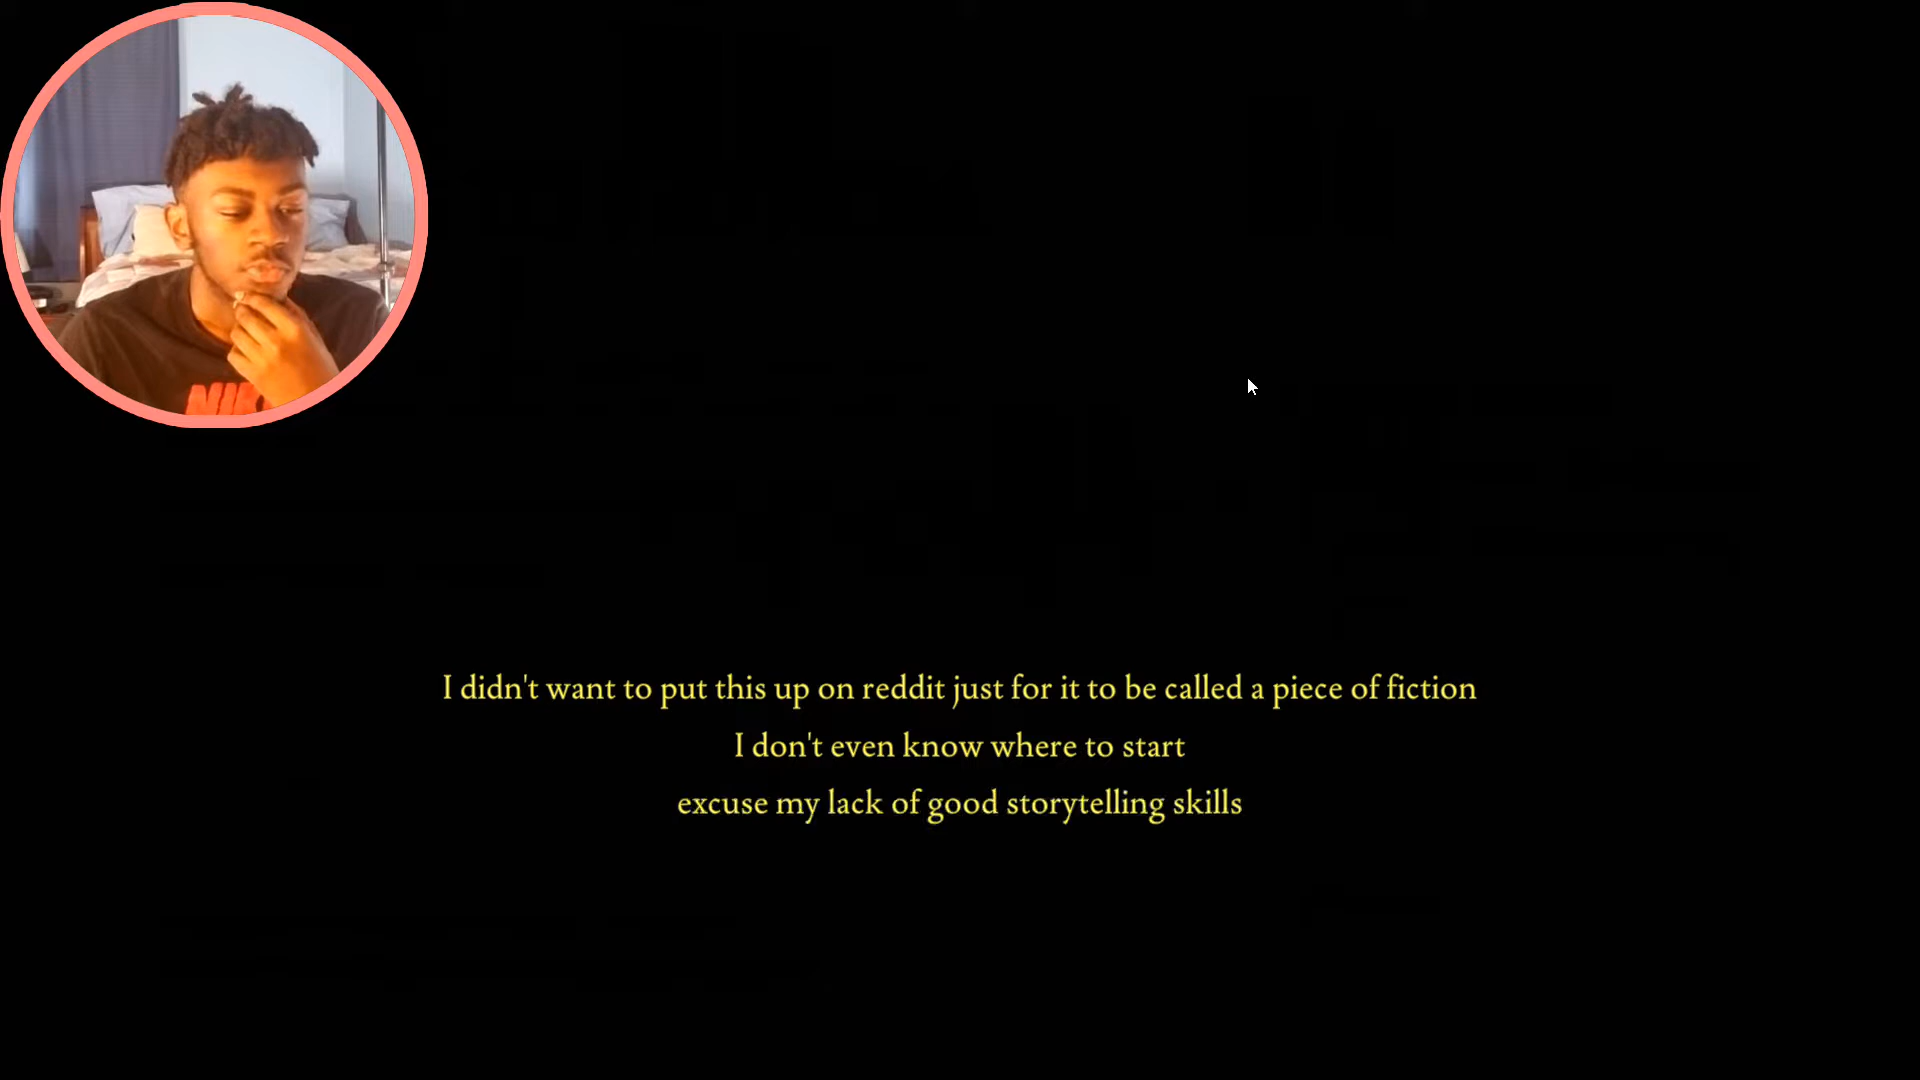 I didn't want to put this up on reddit just for it to be called a piece of fiction
I don't even know where to start
excuse my lack of good storytelling skills